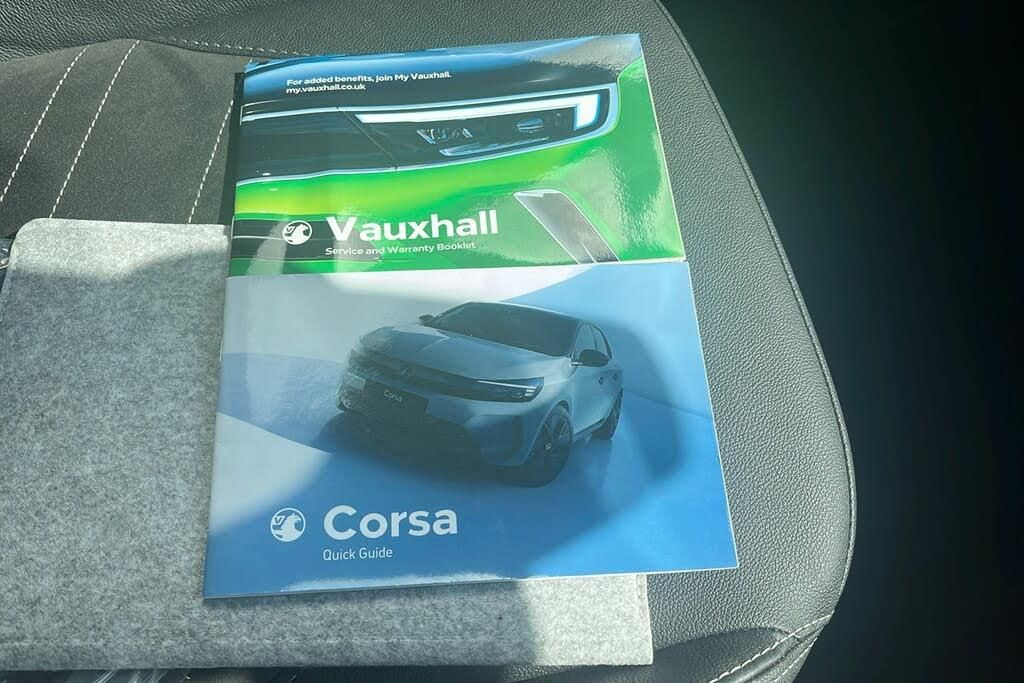 For added benefits, join My Vauxhall.
my.vauxhall.co.uk
Vauxhall
Service and Warranty Booklet
Corsa
Corsa
Quick Guide